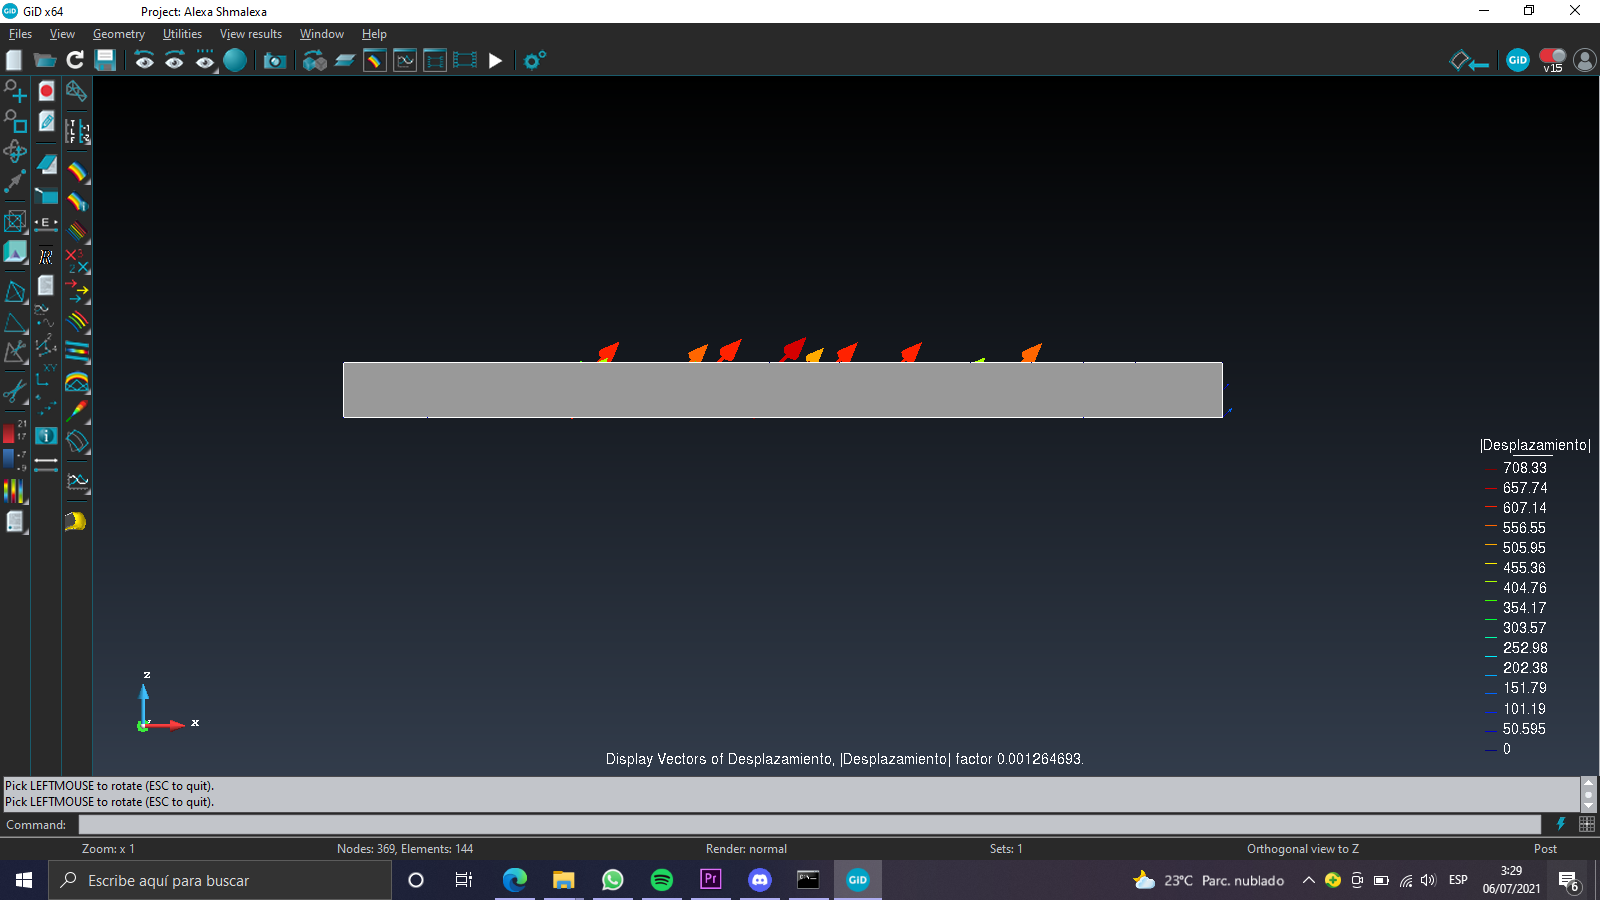 GiD x64 Project: Alexa Shmalexa
Files View Geometry Utilities View results Window Help
GiD
v15
|Desplazamiento|
708.33
657.74
607.14
556.55
505.95
455.36
404.76
354.17
303.57
252.98
202.38
151.79
101.19
50.595
0
z
x
Display Vectors of Desplazamiento, |Desplazamiento| factor 0.001264693.
Pick LEFTMOUSE to rotate (ESC to quit).
Pick LEFTMOUSE to rotate (ESC to quit).
Command:
Zoom: x 1 Nodes: 369, Elements: 144 Render: normal Sets: 1 Orthogonal view to Z Post
Escribe aquí para buscar
Pr
GiD
23°C Parc. nublado
ESP
3:29
06/07/2021
6